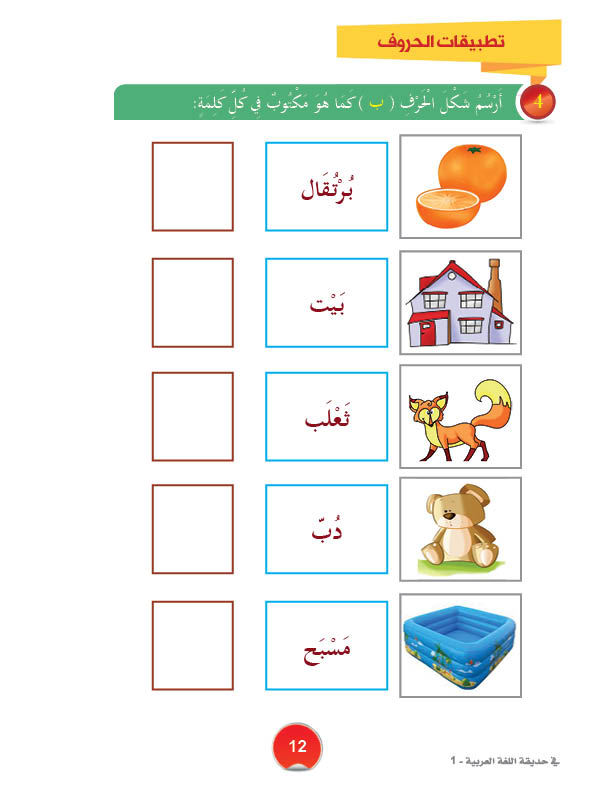 تطبيقات الحروف
4 أَرْسُمُ شَكْلَ الْحَرْفِ ( ب ) كَمَا هُوَ مَكْتُوبٌ فِي كُلِّ كَلِمَةٍ:
بُرْتُقَال
بَيْت
ثَعْلَب
دُبّ
مَسْبَح
12
في حديقة اللغة العربية - 1